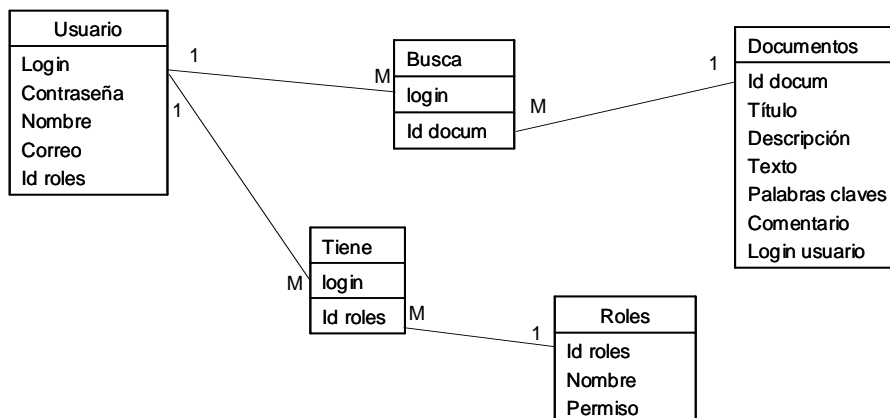 Usuario
Login
Contraseña
Nombre
Correo
Id roles
1
1
M
Busca
login
Id docum
M
1
Documentos
Id docum
Título
Descripción
Texto
Palabras claves
Comentario
Login usuario
Tiene
login
Id roles
M
M
1
Roles
Id roles
Nombre
Permiso